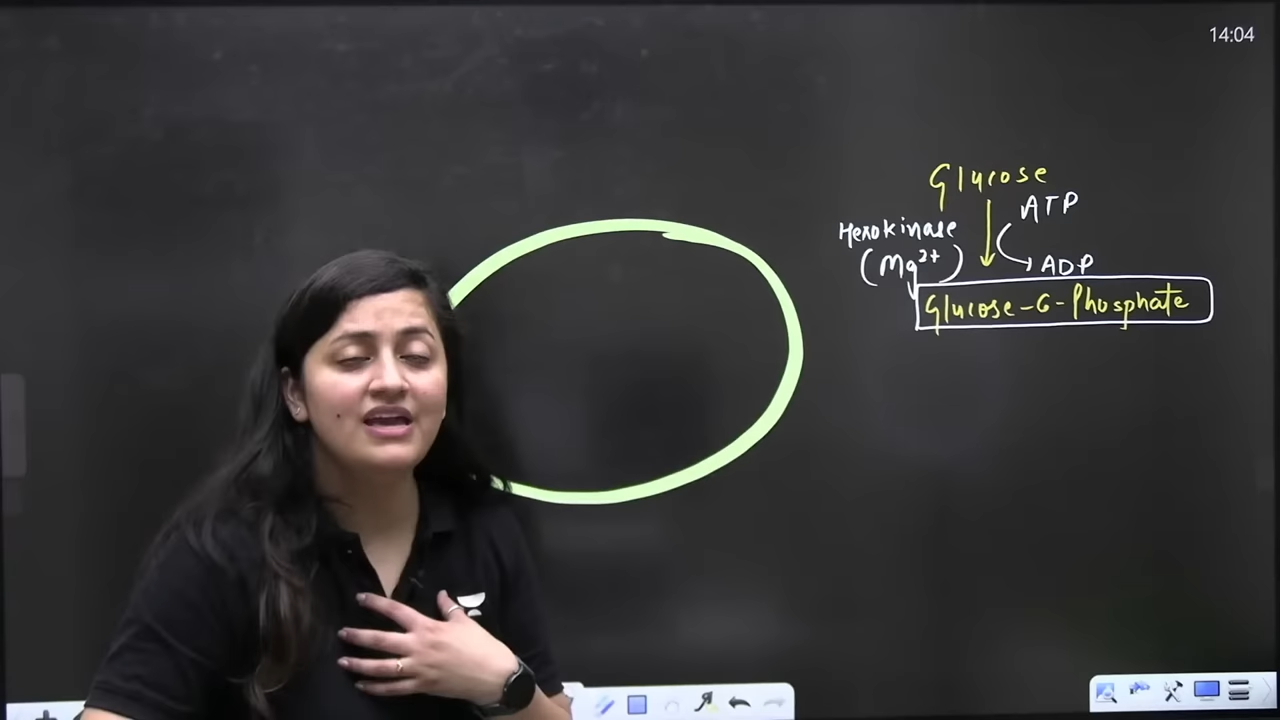 14:04
Glucose
ATP
Hexokinase
(Mg²⁺)
ADP
Glucose-6-Phosphate